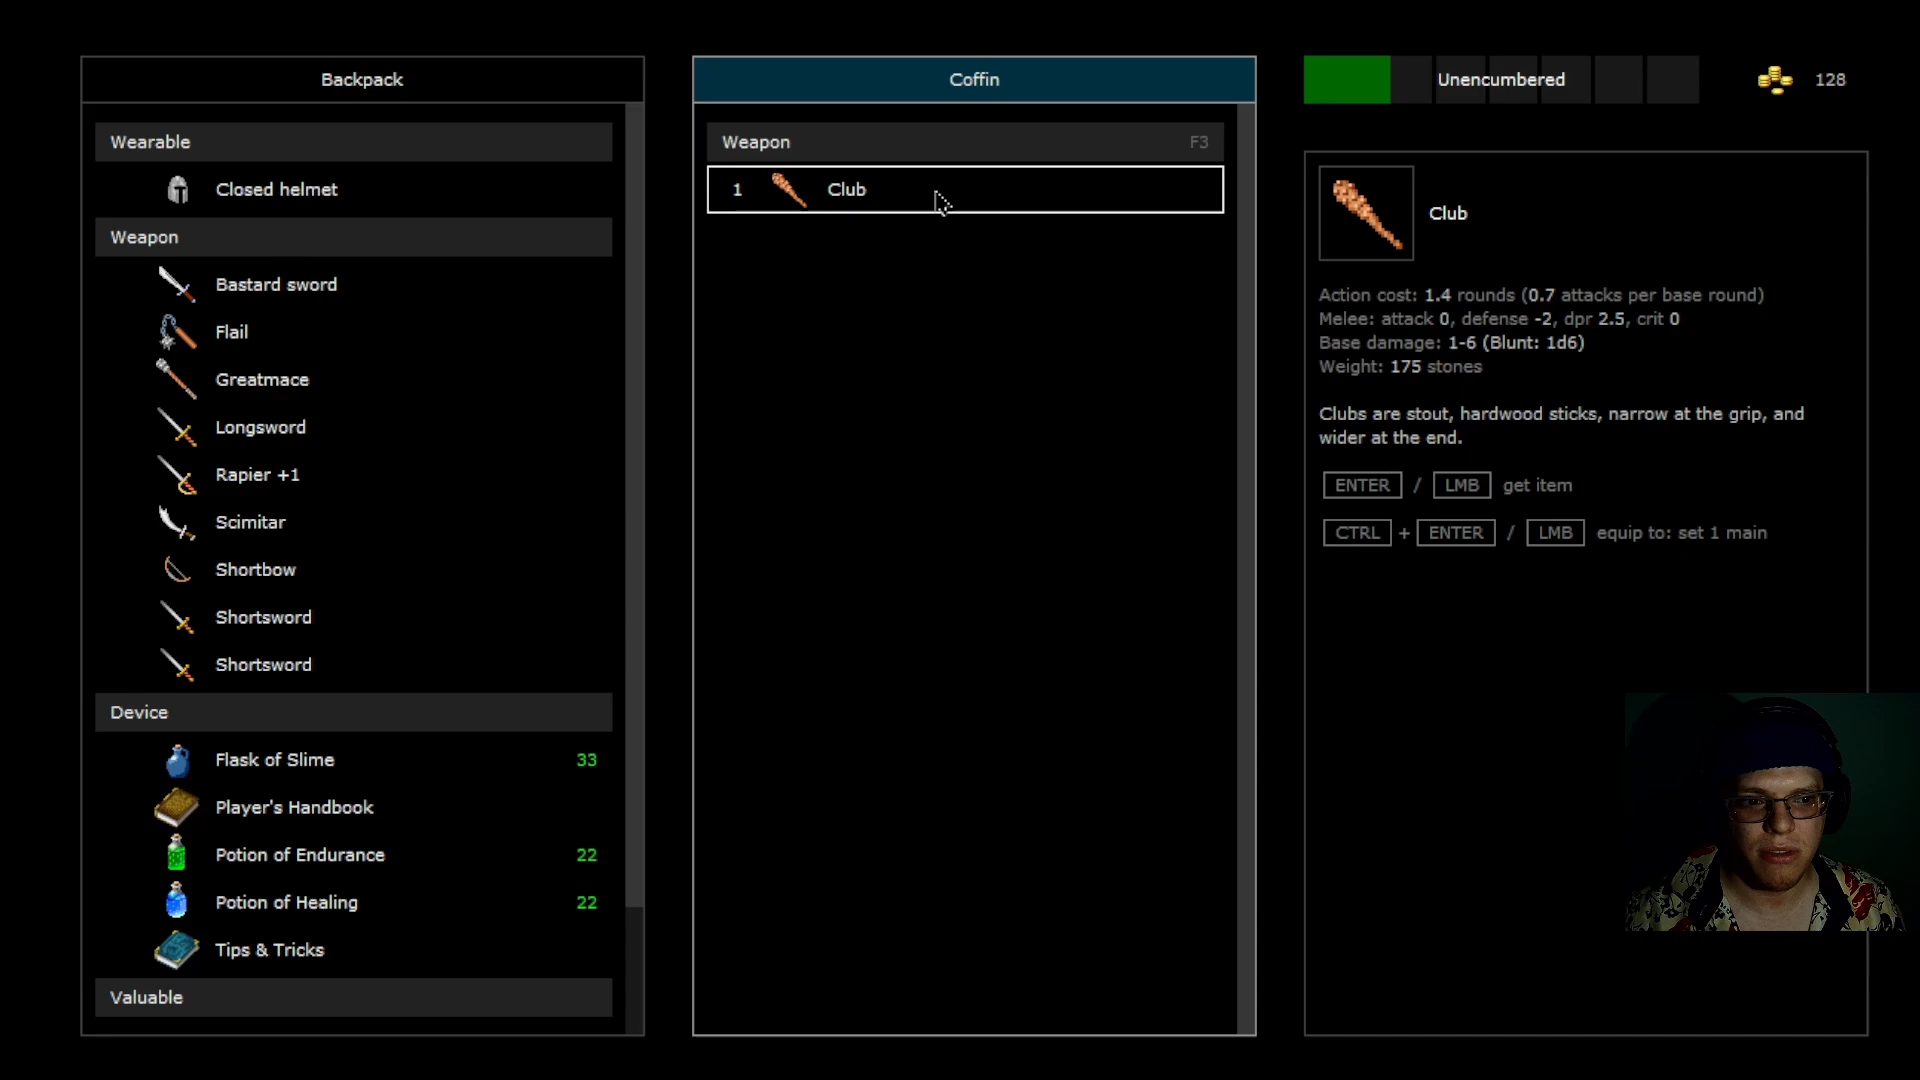 Backpack
Wearable
Closed helmet
Weapon
Bastard sword
Flail
Greatmace
Longsword
Rapier +1
Scimitar
Shortbow
Shortsword
Shortsword
Device
Flask of Slime 33
Player's Handbook
Potion of Endurance 22
Potion of Healing 22
Tips & Tricks
Valuable
Coffin
Weapon F3
1 Club
Unencumbered 128
Club
Action cost: 1.4 rounds (0.7 attacks per base round)
Melee: attack 0, defense -2, dpr 2.5, crit 0
Base damage: 1-6 (Blunt: 1d6)
Weight: 175 stones
Clubs are stout, hardwood sticks, narrow at the grip, and
wider at the end.
ENTER / LMB get item
CTRL + ENTER / LMB equip to: set 1 main